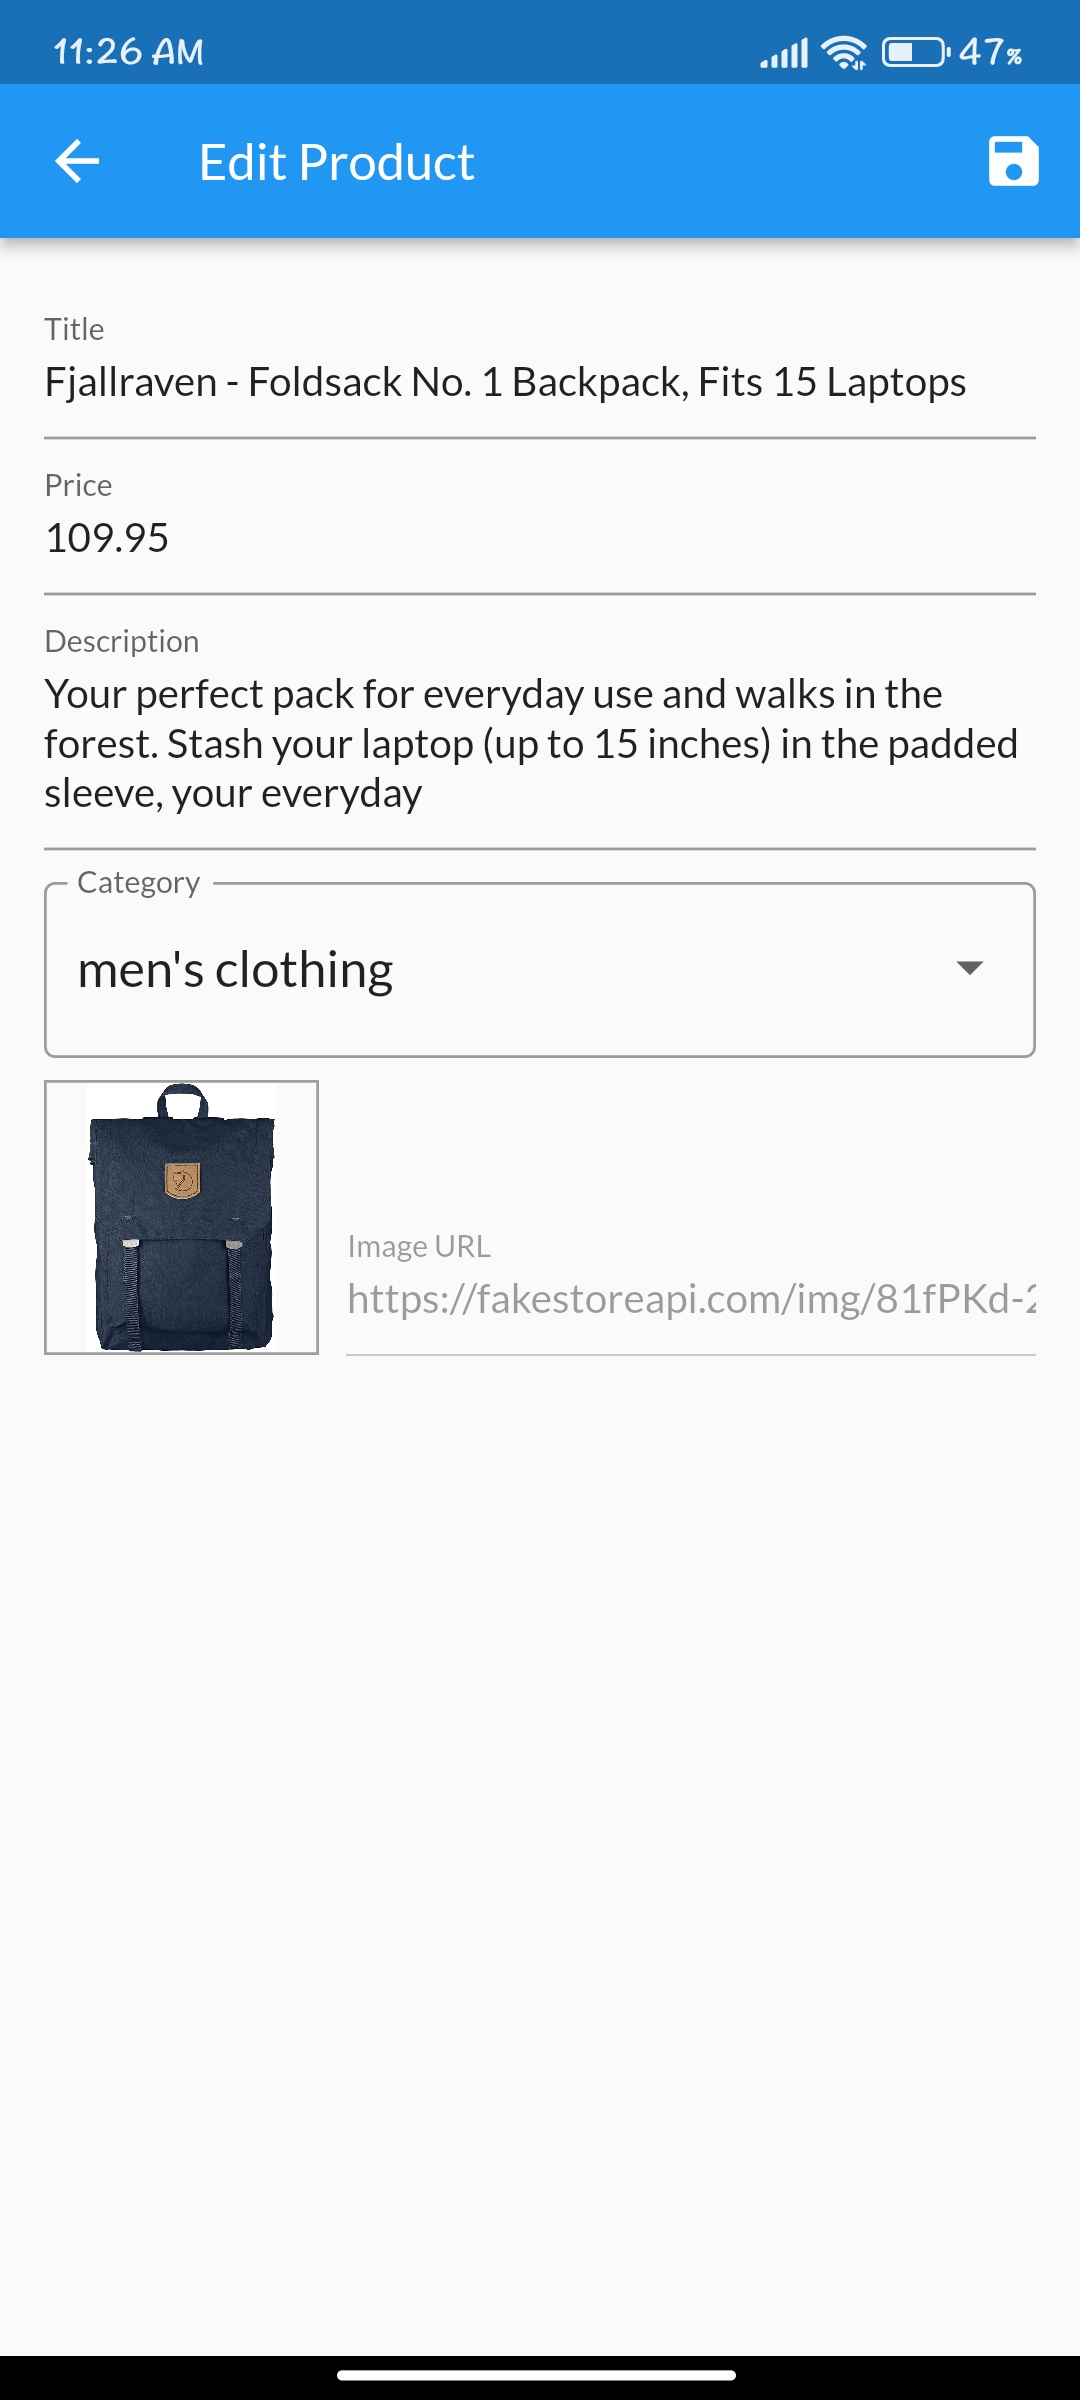 11:26 AM 47%
Edit Product
Title
Fjallraven - Foldsack No. 1 Backpack, Fits 15 Laptops
Price
109.95
Description
Your perfect pack for everyday use and walks in the
forest. Stash your laptop (up to 15 inches) in the padded
sleeve, your everyday
Category
men's clothing
Image URL
https://fakestoreapi.com/img/81fPKd-2